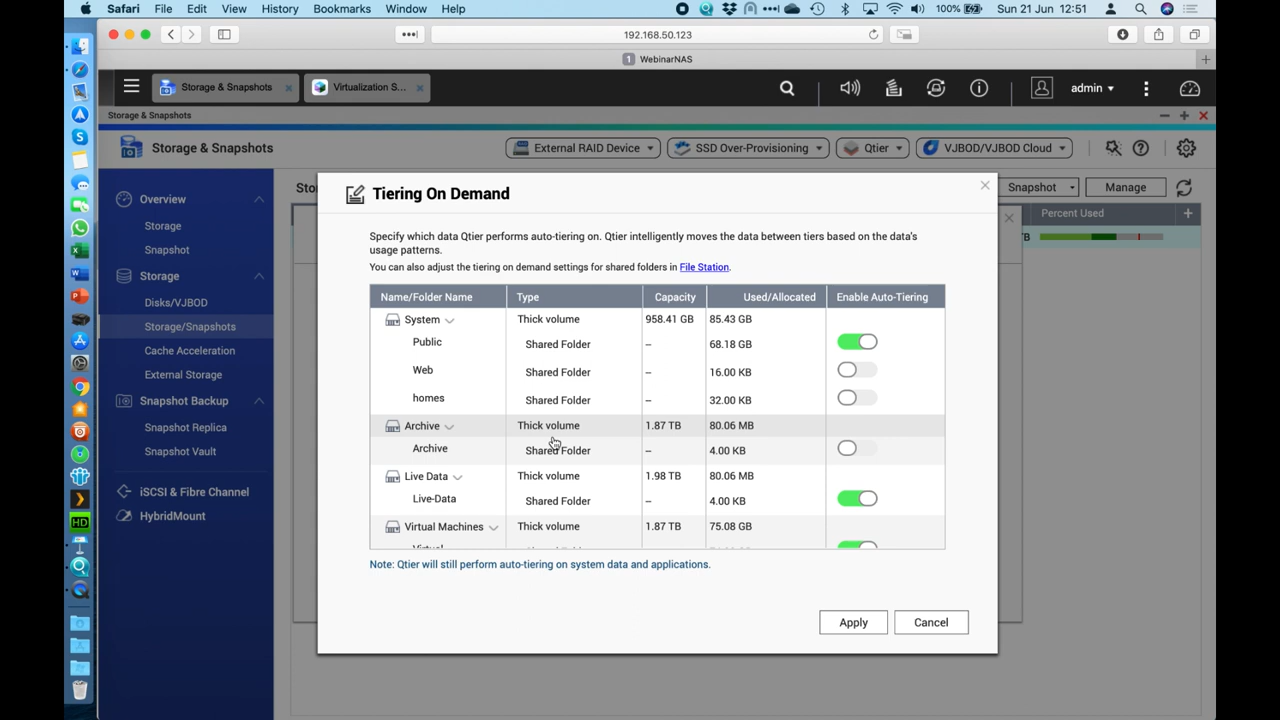 Safari File Edit View History Bookmarks Window Help 100% Sun 21 Jun 12:51
192.168.50.123
1 WebinarNAS
Storage & Snapshots Virtualization S... admin
Storage & Snapshots
Storage & Snapshots External RAID Device SSD Over-Provisioning Qtier VJBOD/VJBOD Cloud
Overview
Storage
Snapshot
Storage
Disks/VJBOD
Storage/Snapshots
Cache Acceleration
External Storage
Snapshot Backup
Snapshot Replica
Snapshot Vault
iSCSI & Fibre Channel
HybridMount
HD
Sto
Snapshot Manage
Percent Used
TB
Tiering On Demand
Specify which data Qtier performs auto-tiering on. Qtier intelligently moves the data between tiers based on the data's
usage patterns.
You can also adjust the tiering on demand settings for shared folders in File Station.
Name/Folder Name Type Capacity Used/Allocated Enable Auto-Tiering
System Thick volume 958.41 GB 85.43 GB
Public Shared Folder -- 68.18 GB
Web Shared Folder -- 16.00 KB
homes Shared Folder -- 32.00 KB
Archive Thick volume 1.87 TB 80.06 MB
Archive Shared Folder -- 4.00 KB
Live Data Thick volume 1.98 TB 80.06 MB
Live-Data Shared Folder -- 4.00 KB
Virtual Machines Thick volume 1.87 TB 75.08 GB
Virtual
Note: Qtier will still perform auto-tiering on system data and applications.
Apply Cancel